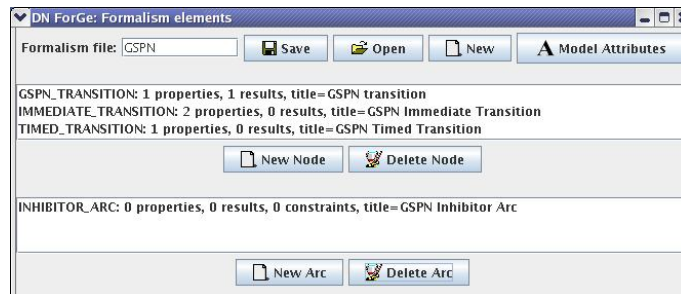 DN ForGe: Formalism elements
Formalism file: GSPN Save Open New A Model Attributes
GSPN_TRANSITION: 1 properties, 1 results, title=GSPN transition
IMMEDIATE_TRANSITION: 2 properties, 0 results, title=GSPN Immediate Transition
TIMED_TRANSITION: 1 properties, 0 results, title=GSPN Timed Transition
New Node Delete Node
INHIBITOR_ARC: 0 properties, 0 results, 0 constraints, title=GSPN Inhibitor Arc
New Arc Delete Arc